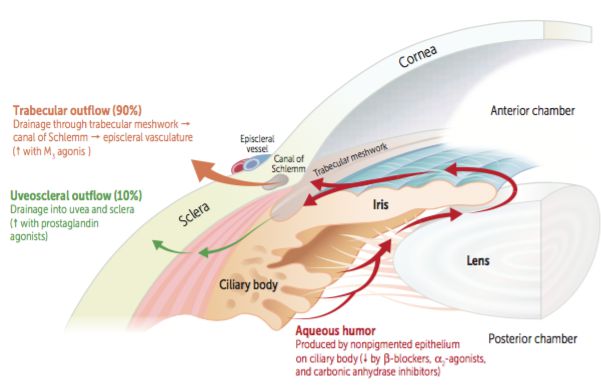 Cornea
Anterior chamber
Trabecular outflow (90%)
Drainage through trabecular meshwork →
canal of Schlemm → episcleral vasculature
(↑ with M₃ agonis )
Episcleral
vessel
Canal of
Schlemm
Trabecular meshwork
Uveoscleral outflow (10%)
Drainage into uvea and sclera
(↑ with prostaglandin
agonists)
Sclera
Iris
Lens
Ciliary body
Aqueous humor
Produced by nonpigmented epithelium
on ciliary body (↓ by β-blockers, α₂-agonists,
and carbonic anhydrase inhibitors)
Posterior chamber